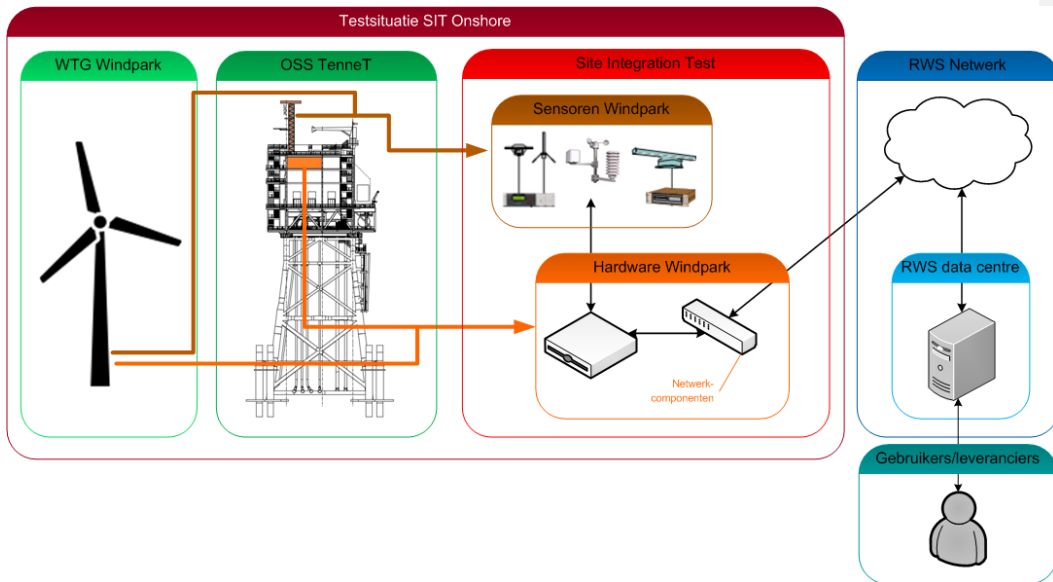 Testsituatie SIT Onshore
WTG Windpark
OSS TenneT
Site Integration Test
RWS Netwerk
Sensoren Windpark
Hardware Windpark
RWS data centre
Netwerk-
componenten
Gebruikers/leveranciers